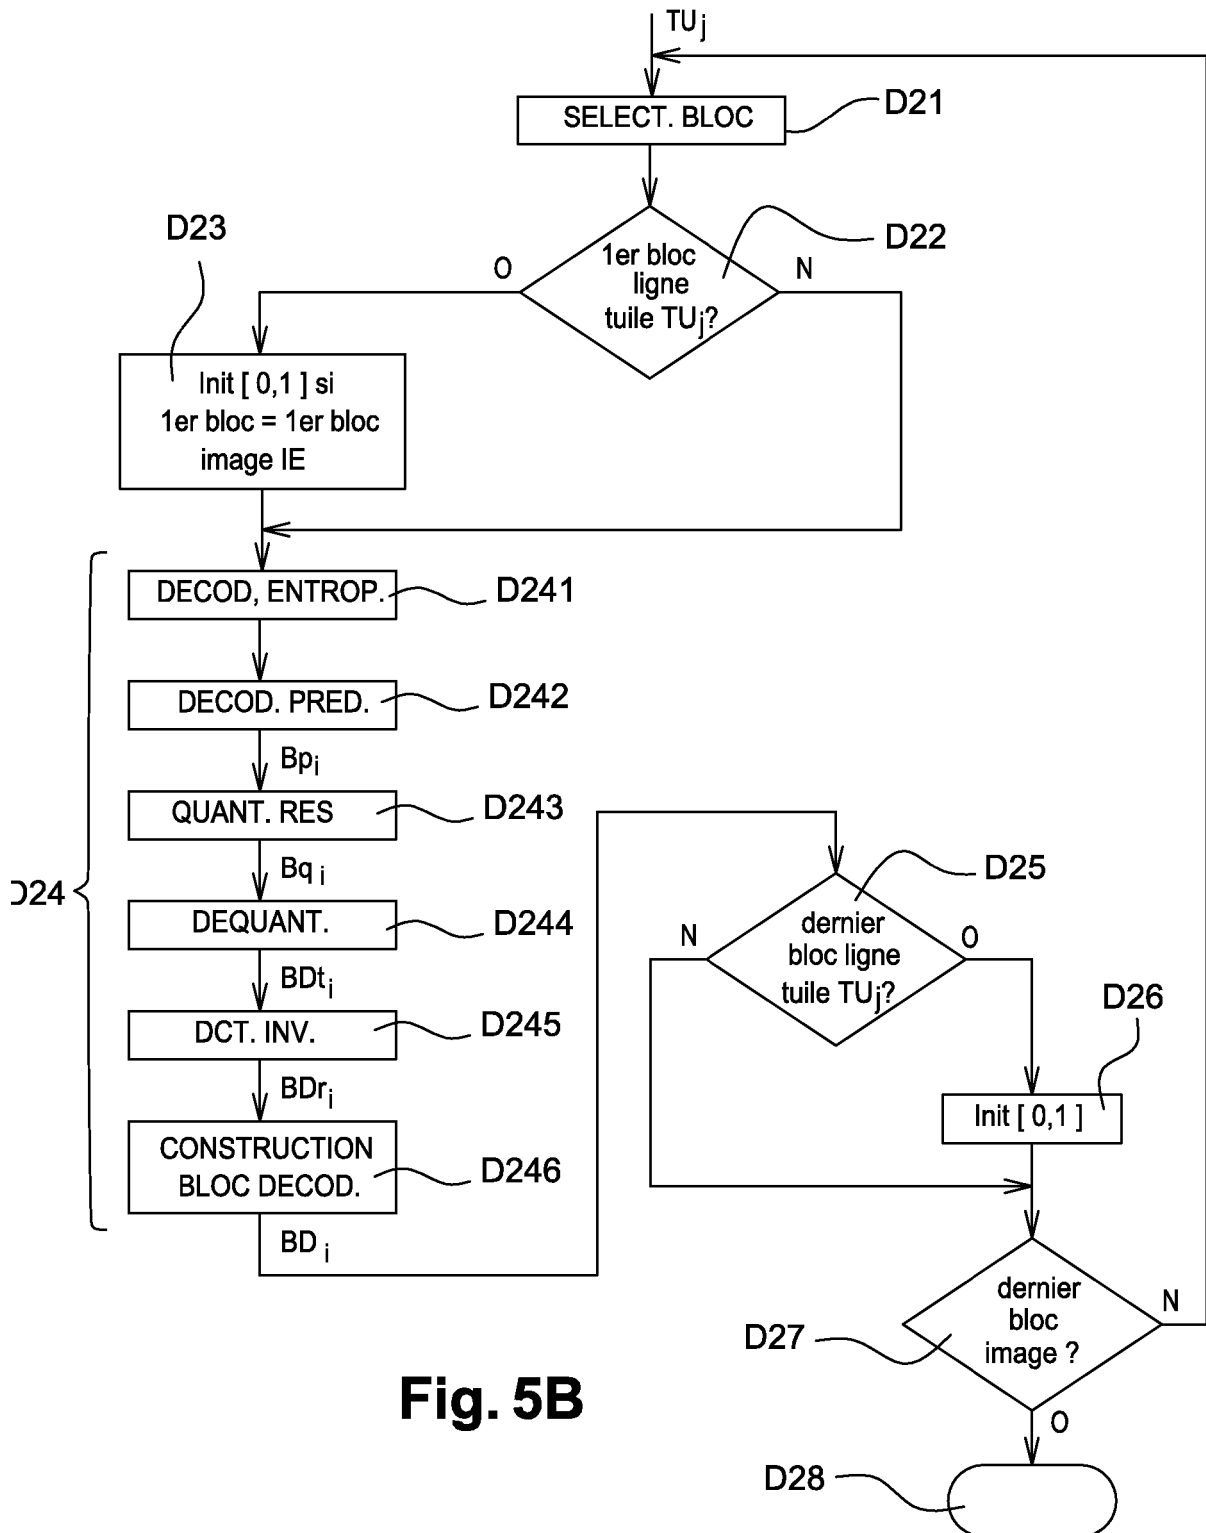 TUj
SELECT. BLOC
D21
D23
D22
1er bloc
ligne
tuile TUj?
O
N
Init [ 0,1 ] si
1er bloc = 1er bloc
image IE
DECOD, ENTROP.
D241
DECOD. PRED.
D242
Bpi
QUANT. RES
D243
Bqi
D24
DEQUANT.
D244
BDti
DCT. INV.
D245
BDri
CONSTRUCTION
BLOC DECOD.
D246
BDi
D25
dernier
bloc ligne
tuile TUj?
N
O
D26
Init [ 0,1 ]
dernier
bloc
image ?
N
D27
O
D28
Fig. 5B